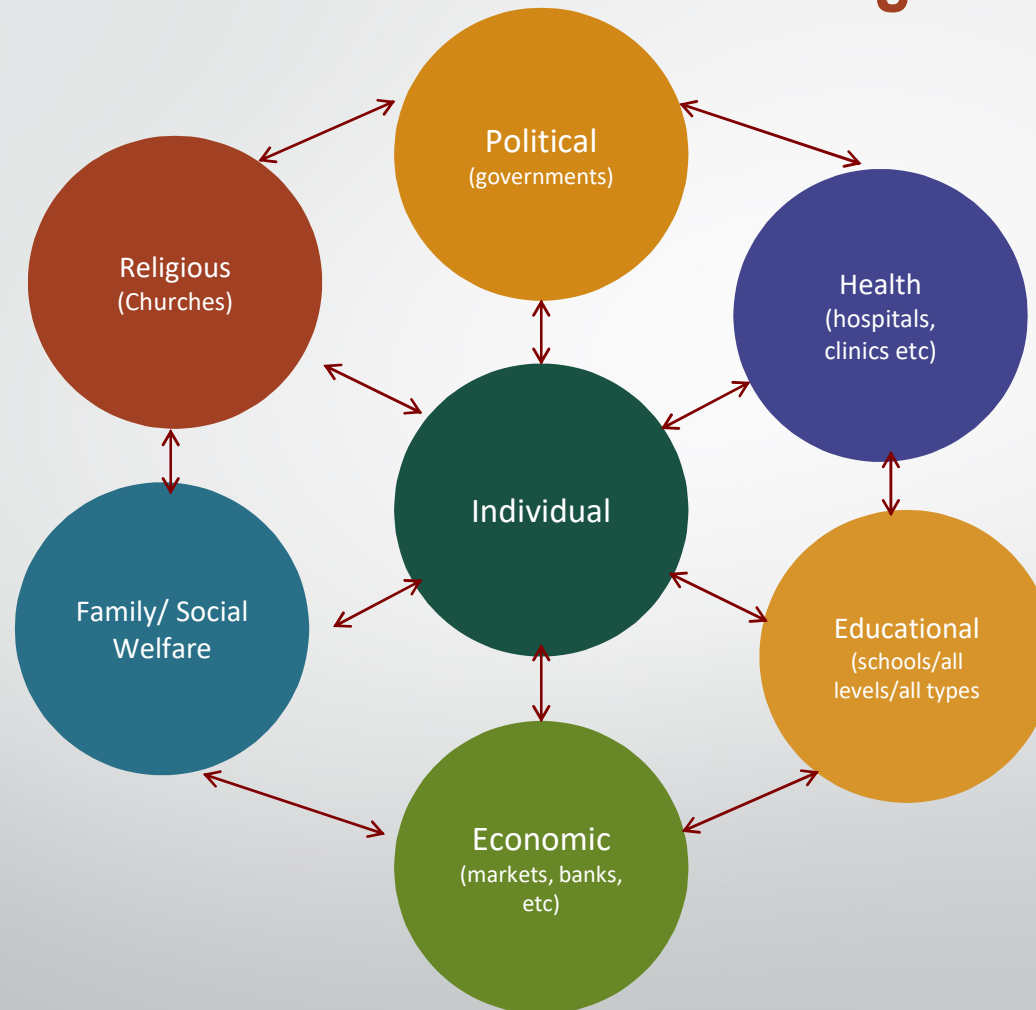 Political
(governments)
Religious
(Churches)
Health
(hospitals,
clinics etc)
Individual
Family/ Social
Welfare
Educational
(schools/all
levels/all types
Economic
(markets, banks,
etc)